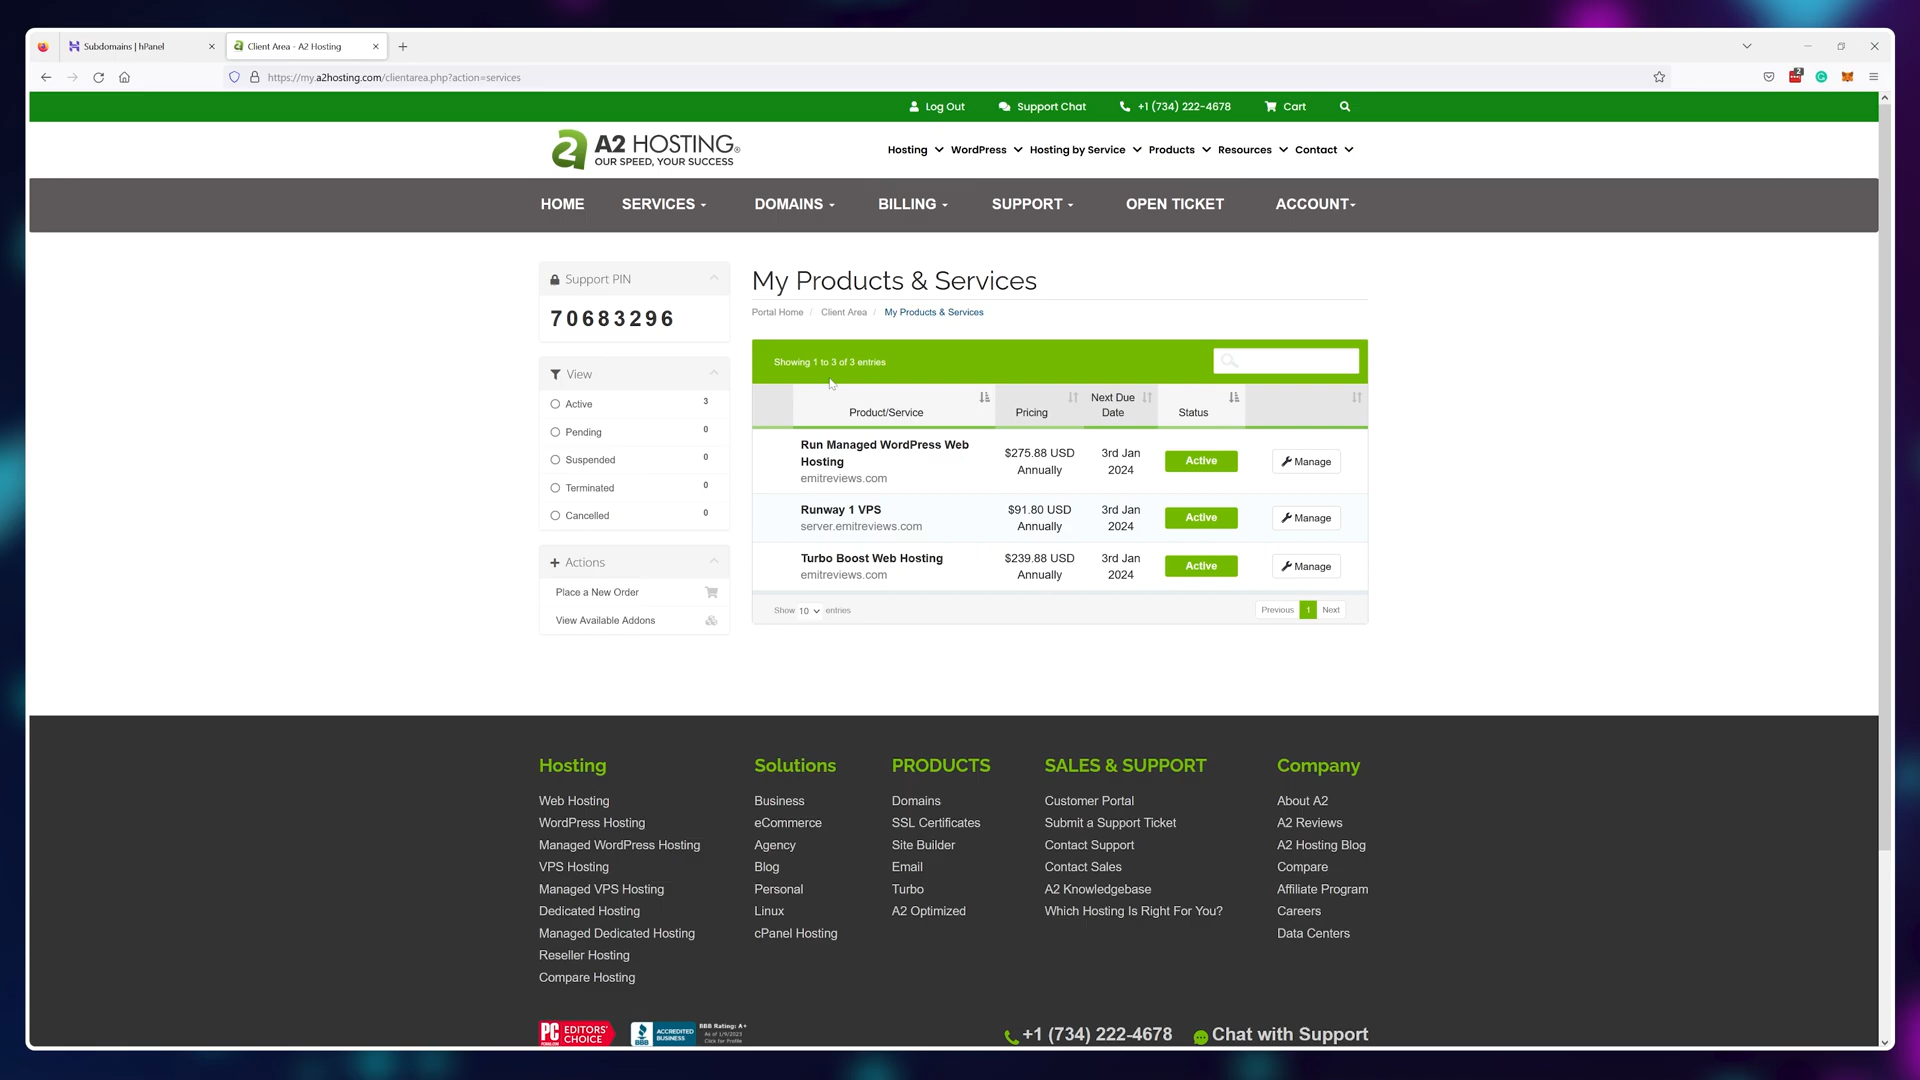 Subdomains | hPanel
Client Area - A2 Hosting
https://my.a2hosting.com/clientarea.php?action=services
2
Log Out
Support Chat
+1 (734) 222-4678
Cart
A2 HOSTING®
OUR SPEED, YOUR SUCCESS
Hosting
WordPress
Hosting by Service
Products
Resources
Contact
HOME
SERVICES
DOMAINS
BILLING
SUPPORT
OPEN TICKET
ACCOUNT
Support PIN
70683296
View
Active 3
Pending 0
Suspended 0
Terminated 0
Cancelled 0
Actions
Place a New Order
View Available Addons
My Products & Services
Portal Home / Client Area / My Products & Services
Showing 1 to 3 of 3 entries
Product/Service
Pricing
Next Due
Date
Status
Run Managed WordPress Web
Hosting
emitreviews.com
$275.88 USD
Annually
3rd Jan
2024
Active
Manage
Runway 1 VPS
server.emitreviews.com
$91.80 USD
Annually
3rd Jan
2024
Active
Manage
Turbo Boost Web Hosting
emitreviews.com
$239.88 USD
Annually
3rd Jan
2024
Active
Manage
Show 10 entries
Previous 1 Next
Hosting
Web Hosting
WordPress Hosting
Managed WordPress Hosting
VPS Hosting
Managed VPS Hosting
Dedicated Hosting
Managed Dedicated Hosting
Reseller Hosting
Compare Hosting
Solutions
Business
eCommerce
Agency
Blog
Personal
Linux
cPanel Hosting
PRODUCTS
Domains
SSL Certificates
Site Builder
Email
Turbo
A2 Optimized
SALES & SUPPORT
Customer Portal
Submit a Support Ticket
Contact Support
Contact Sales
A2 Knowledgebase
Which Hosting Is Right For You?
Company
About A2
A2 Reviews
A2 Hosting Blog
Compare
Affiliate Program
Careers
Data Centers
PC
EDITORS'
CHOICE
BBB
ACCREDITED
BUSINESS
BBB Rating: A+
As of 1/9/2023
Click for Profile
+1 (734) 222-4678
Chat with Support